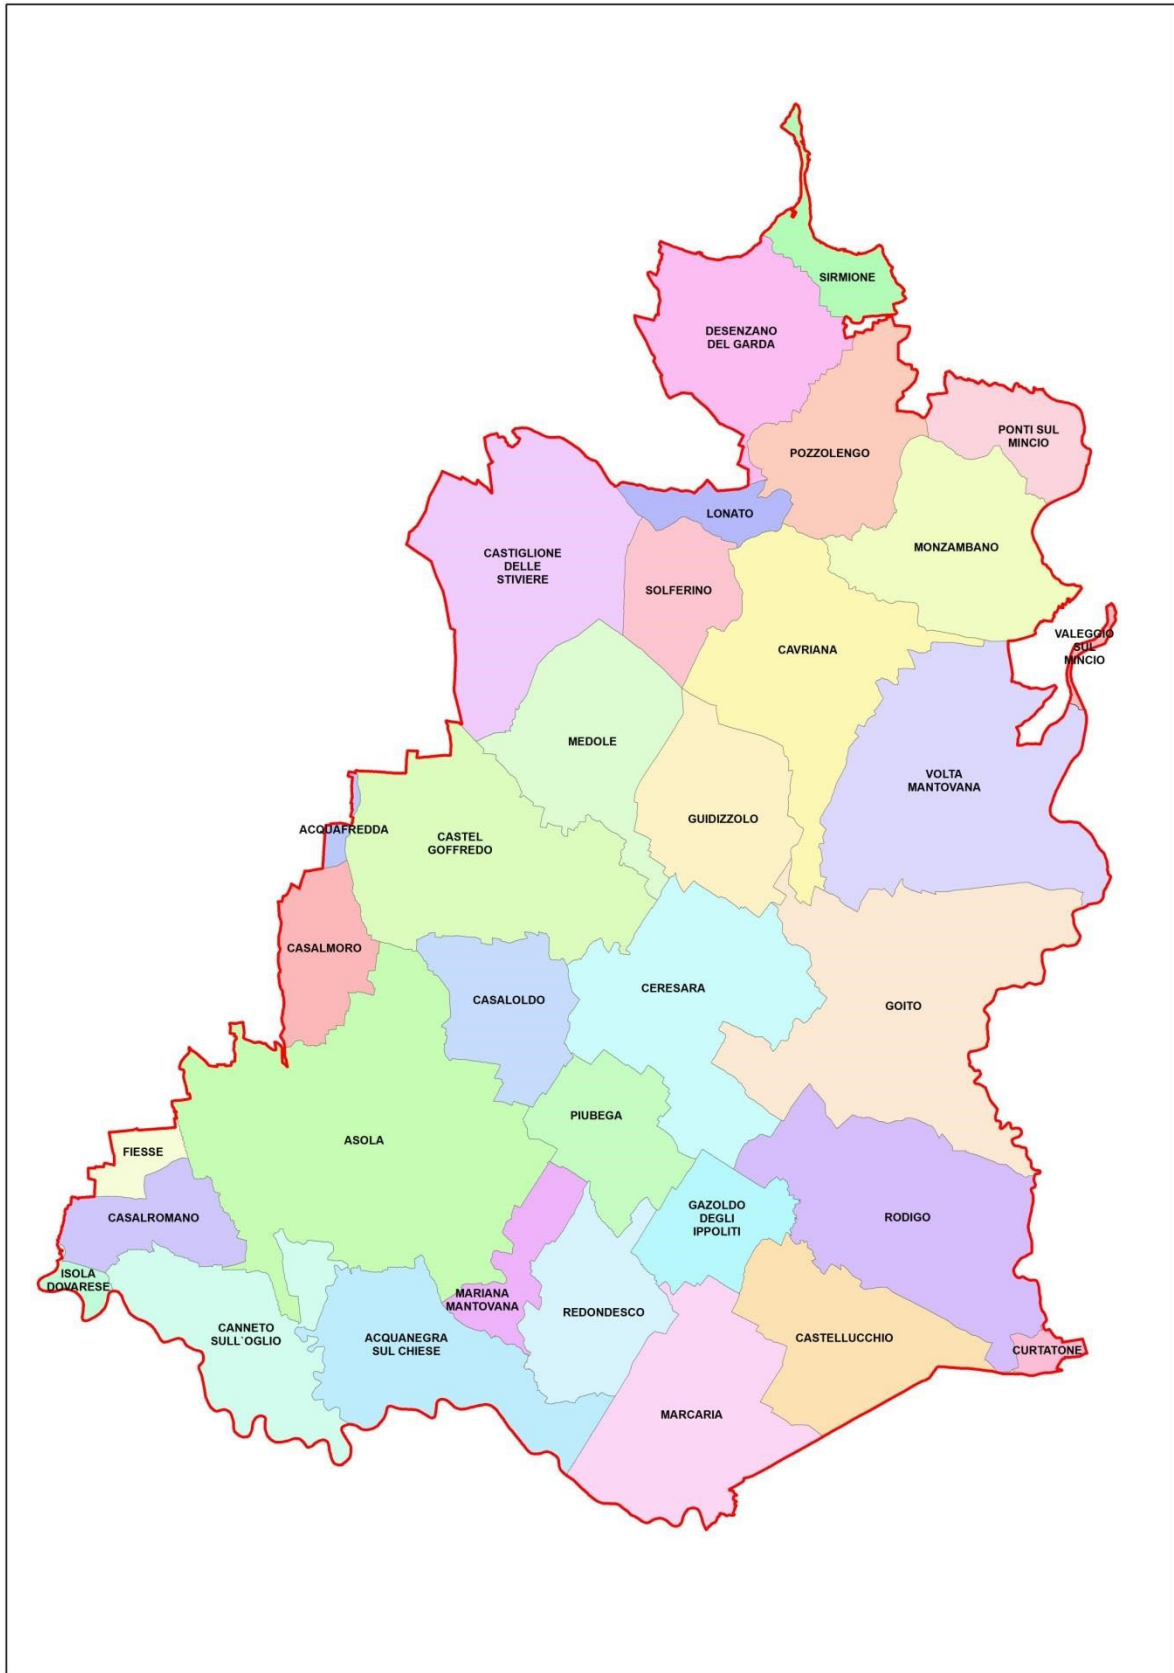 SIRMIONE
DESENZANO
DEL GARDA
PONTI SUL
MINCIO
POZZOLENGO
LONATO
MONZAMBANO
CASTIGLIONE
DELLE
STIVIERE
SOLFERINO
VALEGGIO
SUL
MINCIO
CAVRIANA
MEDOLE
VOLTA
MANTOVANA
GUIDIZZOLO
ACQUAFREDDA
CASTEL
GOFFREDO
CASALMORO
CERESARA
CASALOLDO
GOITO
PIUBEGA
ASOLA
FIESSE
GAZOLDO
DEGLI
IPPOLITI
CASALROMANO
RODIGO
ISOLA
DOVARESE
MARIANA
MANTOVANA
REDONDESCO
CANNETO
SULL`OGLIO
ACQUANEGRA
SUL CHIESE
CASTELLUCCHIO
CURTATONE
MARCARIA